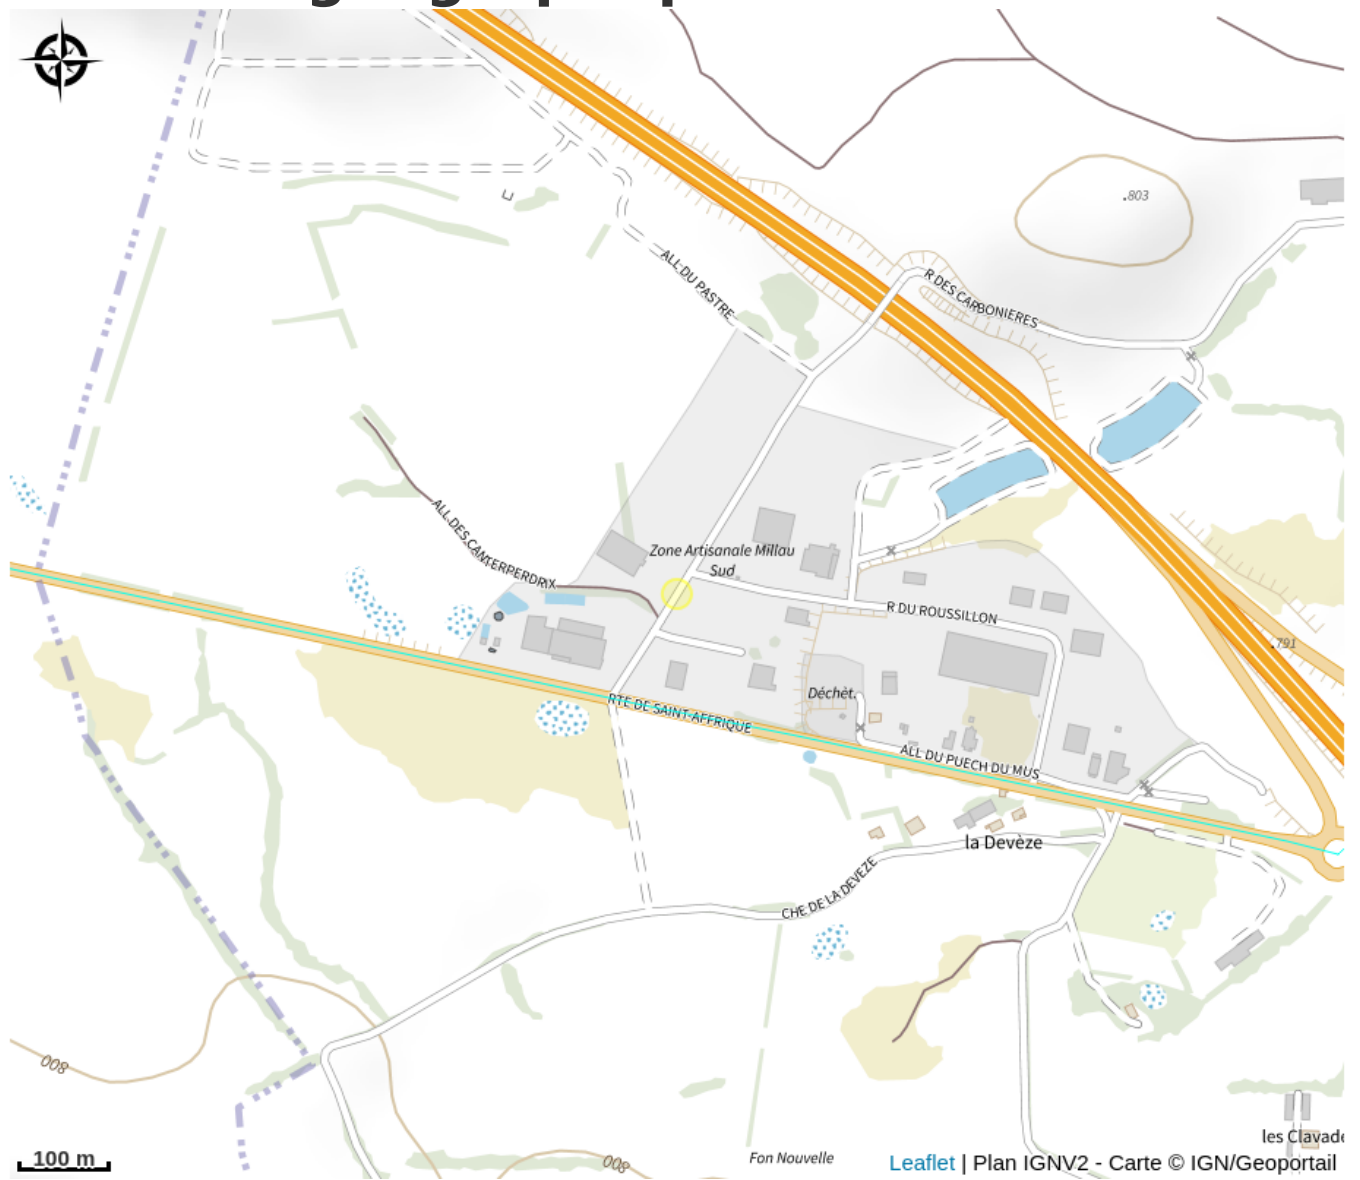 803
ALL DU PASTRE
R DES CARBONIERES
ALL DES CANTERPERDRIX
Zone Artisanale Millau
Sud
R DU ROUSSILLON
791
Déchèt.
RTE DE SAINT-AFFRIQUE
ALL DU PUECH DU MUS
la Devèze
CHE DE LA DEVEZE
800
800
les Clavade
Fon Nouvelle
100 m
Leaflet | Plan IGNV2 - Carte © IGN/Geoportail